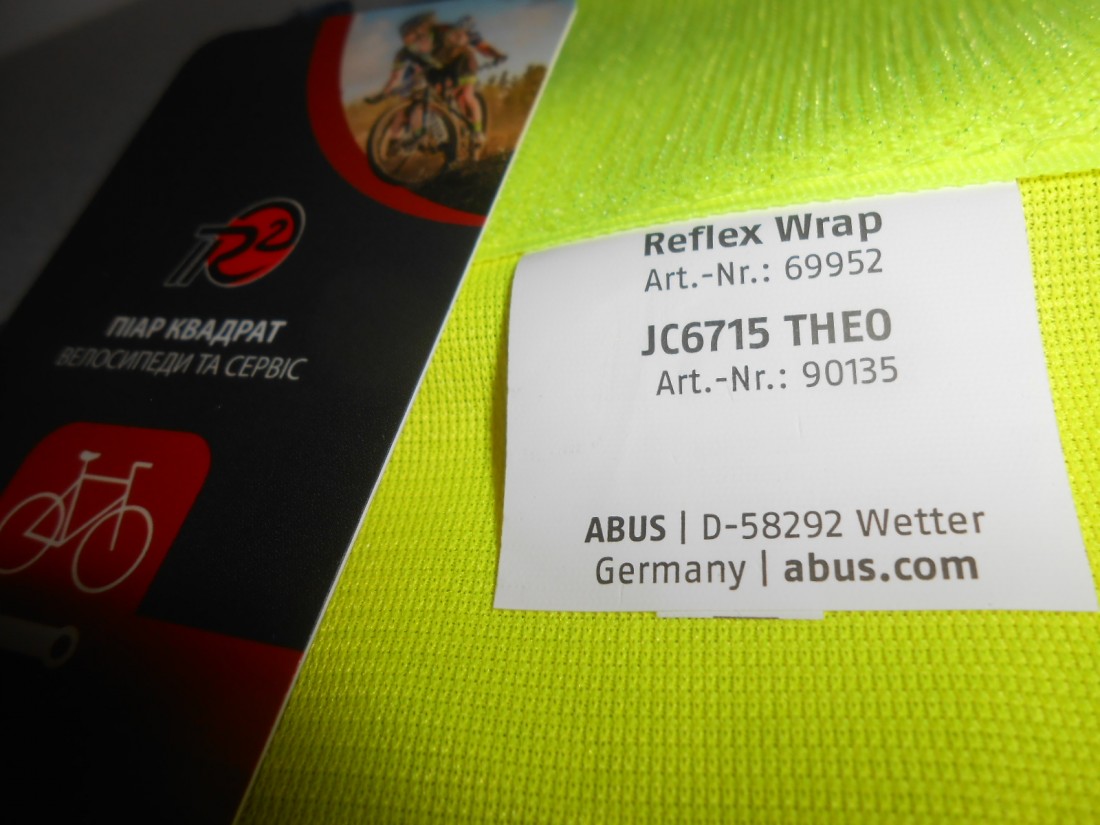 ПІАР КВАДРАТ
ВЕЛОСИПЕДИ ТА СЕРВІС
Reflex Wrap
Art.-Nr.: 69952
JC6715 THEO
Art.-Nr.: 90135
ABUS | D-58292 Wetter
Germany | abus.com